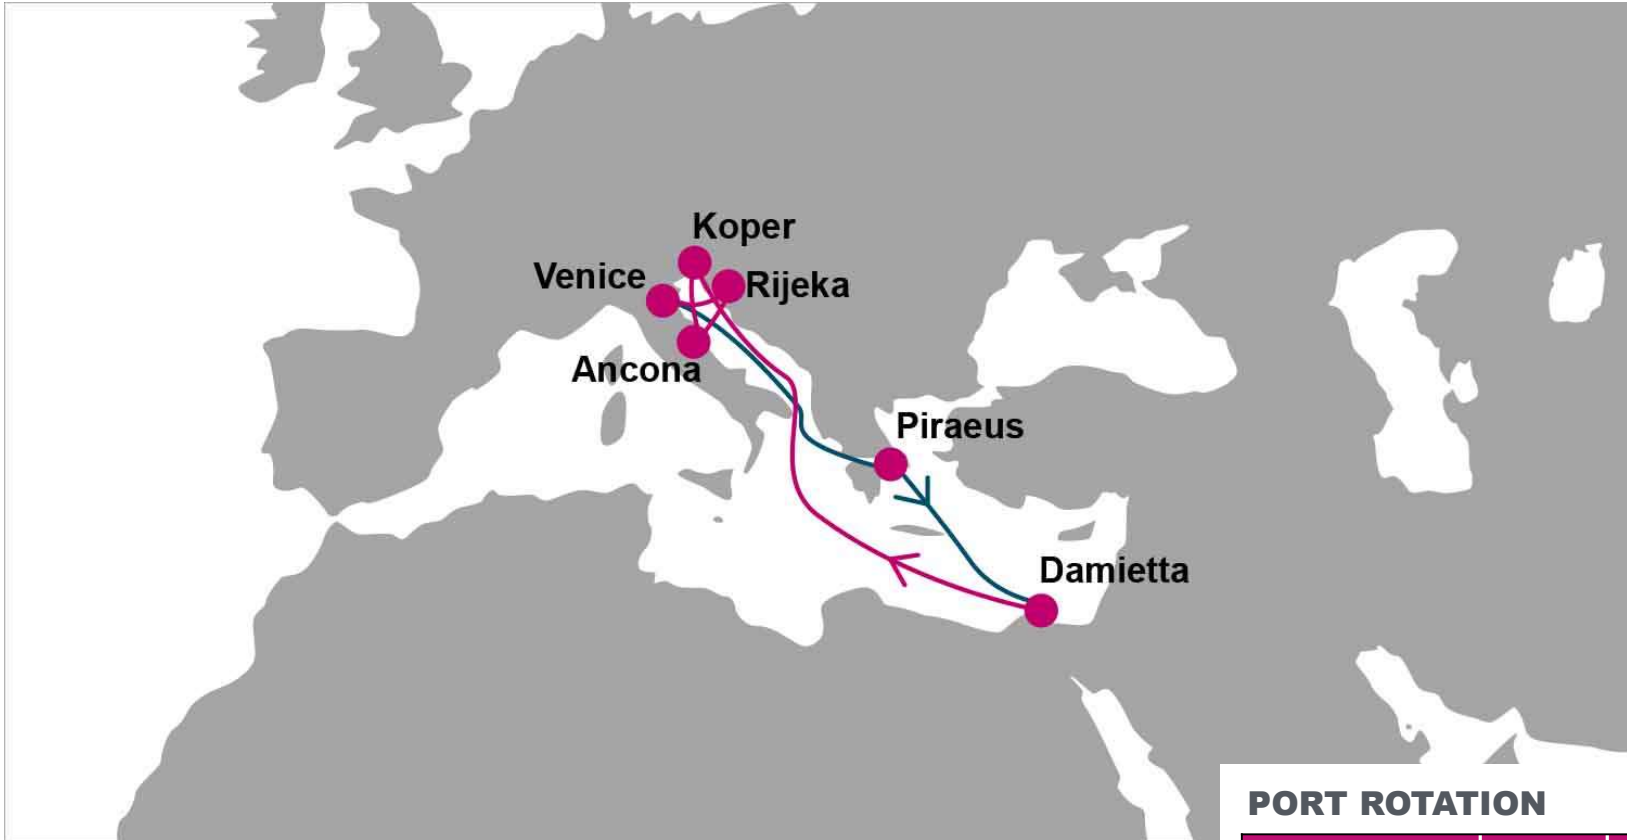 Koper
Venice
Rijeka
Ancona
Piraeus
Damietta
PORT ROTATION